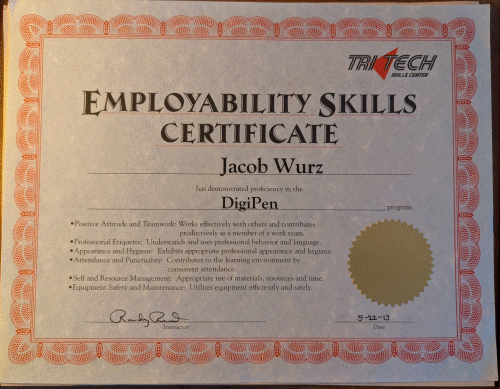 TRI TECH
SKILLS CENTER
EMPLOYABILITY SKILLS
CERTIFICATE
Jacob Wurz
has demonstrated proficiency in the
DigiPen
program
• Positive Attitude and Teamwork: Works effectively with others and contributes
productively as a member of a work team.
• Professional Etiquette: Understands and uses professional behavior and language.
• Appearance and Hygiene: Exhibits appropriate professional appearance and hygiene.
• Attendance and Punctuality: Contributes to the learning environment by
consistent attendance.
• Self and Resource Management: Appropriate use of materials, resources and time.
• Equipment Safety and Maintenance: Utilizes equipment efficiently and safely.
5-22-13
Instructor
Date